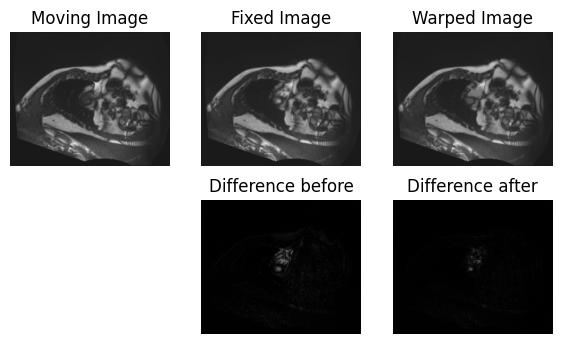 Moving Image
Fixed Image
Warped Image
Difference before
Difference after